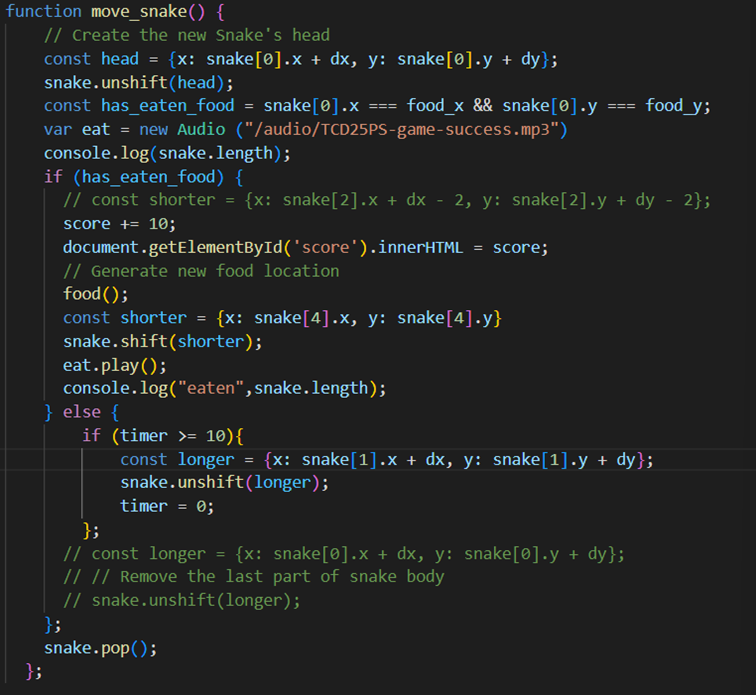 function move_snake() {
// Create the new Snake's head
const head = {x: snake[0].x + dx, y: snake[0].y + dy};
snake.unshift(head);
const has_eaten_food = snake[0].x === food_x && snake[0].y === food_y;
var eat = new Audio ("/audio/TCD25PS-game-success.mp3")
console.log(snake.length);
if (has_eaten_food) {
// const shorter = {x: snake[2].x + dx - 2, y: snake[2].y + dy - 2};
score += 10;
document.getElementById('score').innerHTML = score;
// Generate new food location
food();
const shorter = {x: snake[4].x, y: snake[4].y}
snake.shift(shorter);
eat.play();
console.log("eaten",snake.length);
} else {
if (timer >= 10){
const longer = {x: snake[1].x + dx, y: snake[1].y + dy};
snake.unshift(longer);
timer = 0;
};
// const longer = {x: snake[0].x + dx, y: snake[0].y + dy};
// // Remove the last part of snake body
// snake.unshift(longer);
};
snake.pop();
};